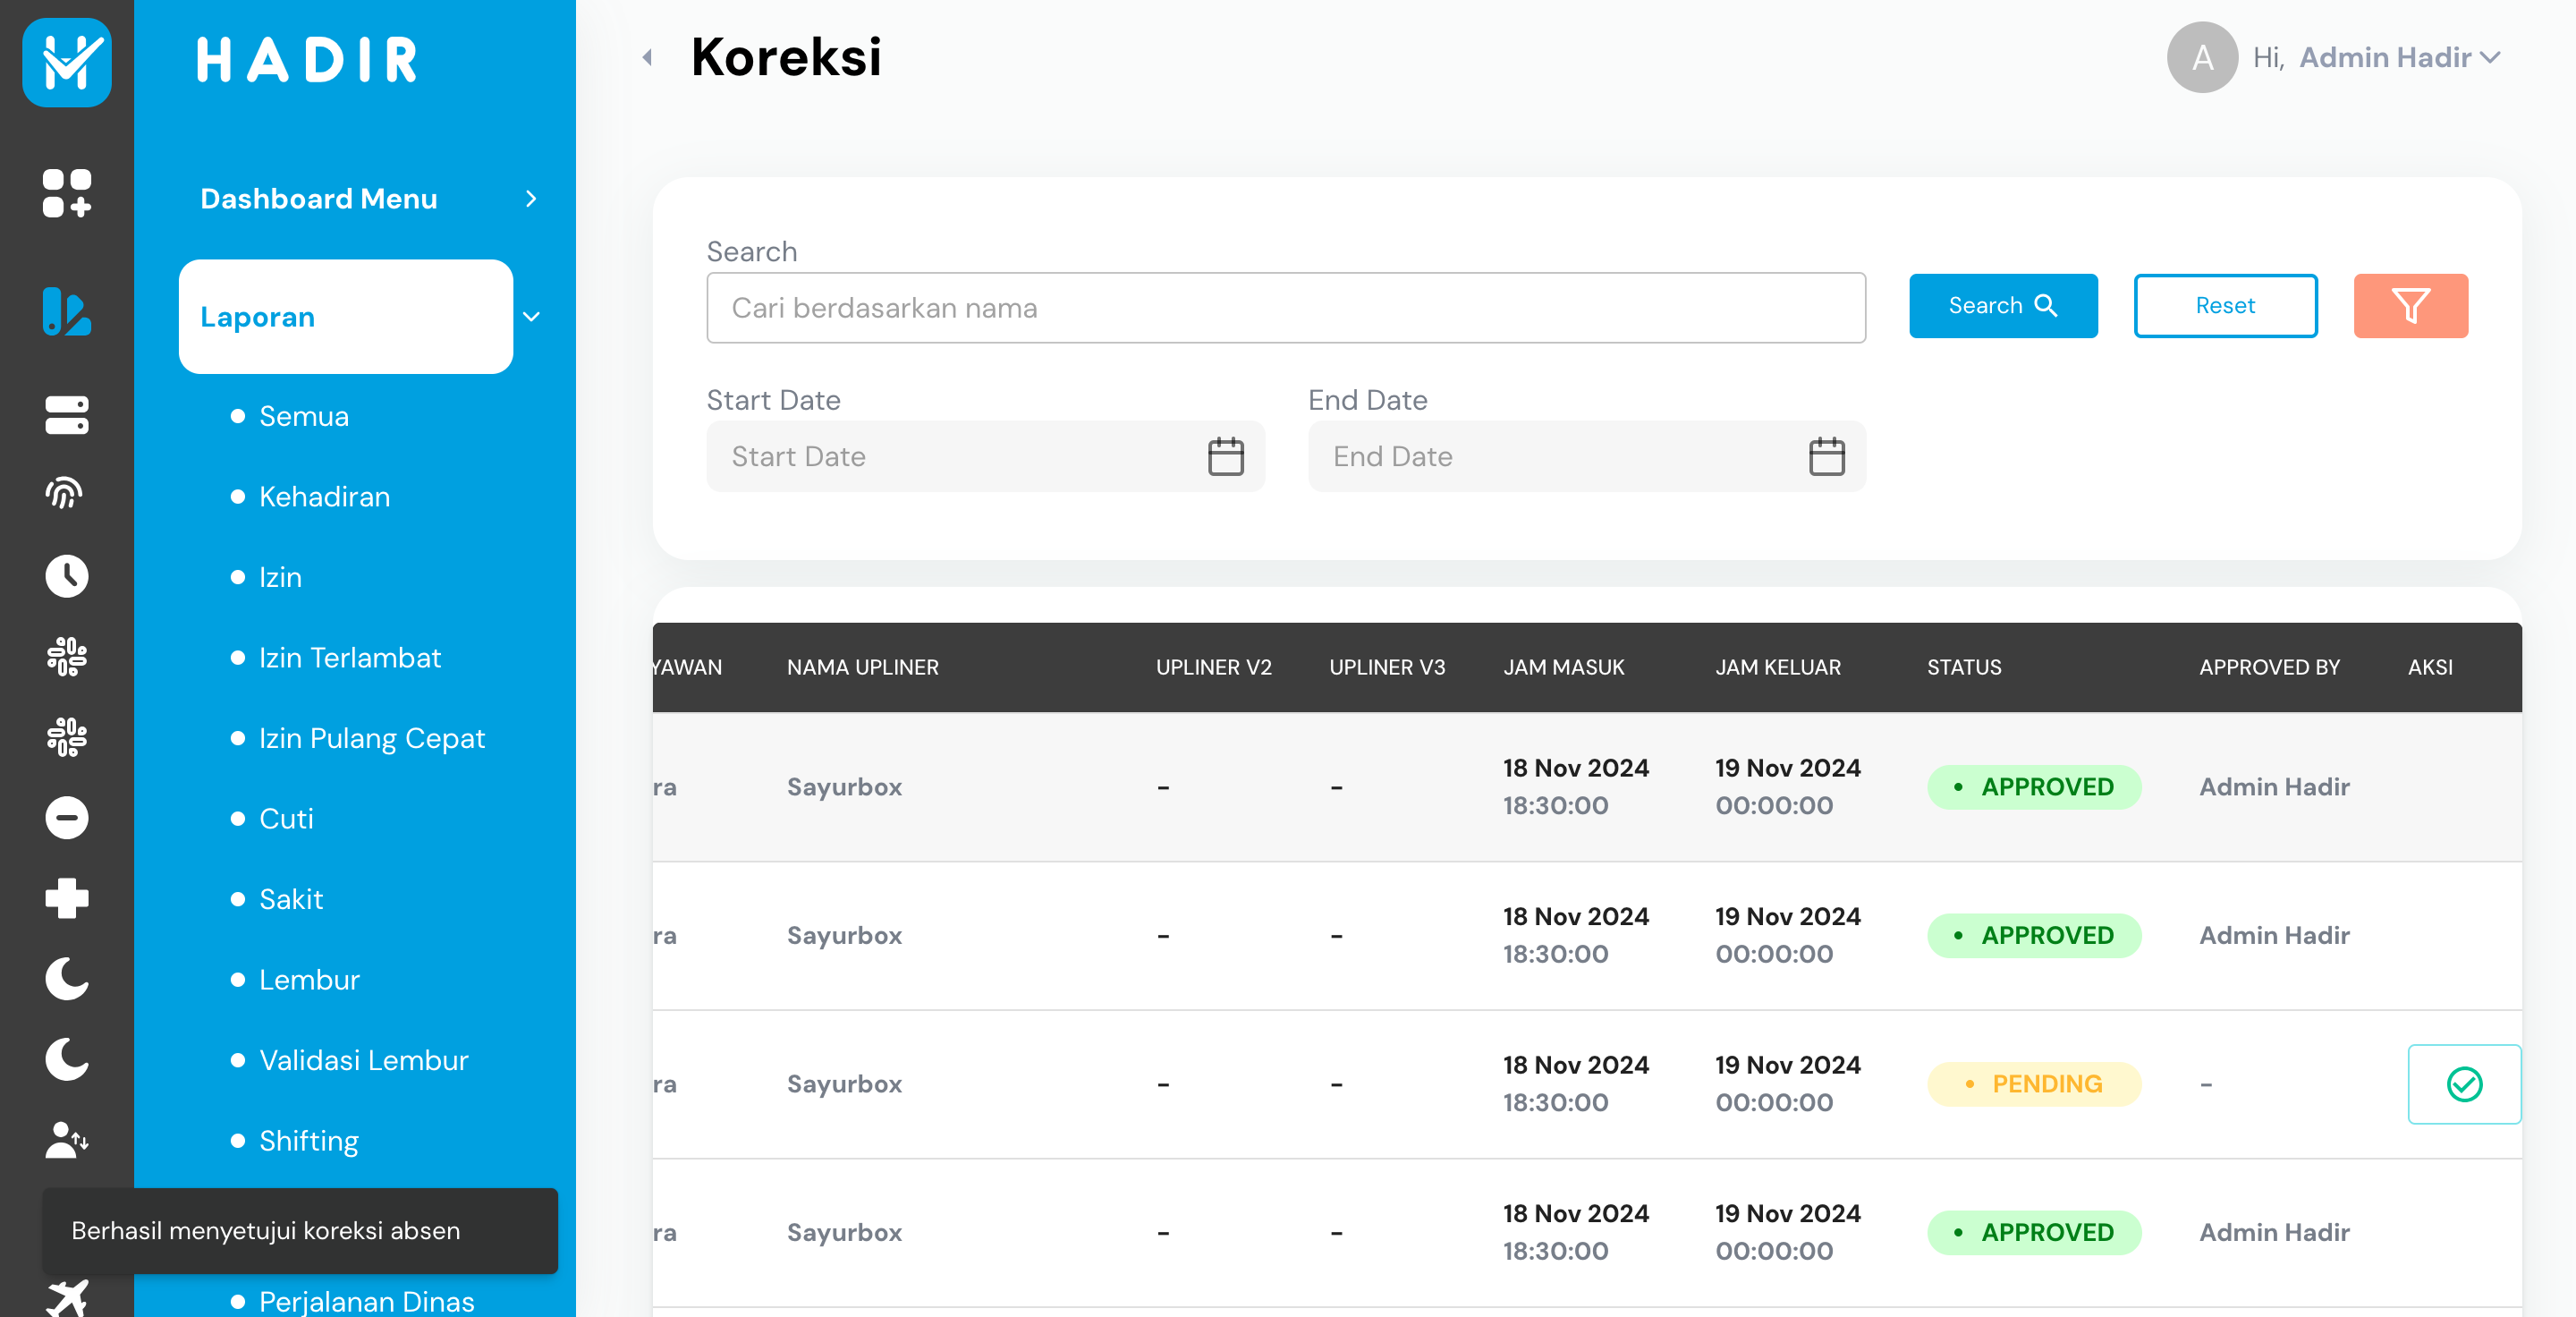 HADIR
Koreksi
A
Hi, Admin Hadir
Dashboard Menu
Laporan
Semua
Kehadiran
Izin
Izin Terlambat
Izin Pulang Cepat
Cuti
Sakit
Lembur
Validasi Lembur
Shifting
Perjalanan Dinas
Berhasil menyetujui koreksi absen
Search
Cari berdasarkan nama
Search
Reset
Start Date
End Date
Start Date
End Date
YAWAN NAMA UPLINER UPLINER V2 UPLINER V3 JAM MASUK JAM KELUAR STATUS APPROVED BY AKSI
18 Nov 2024 19 Nov 2024
ra Sayurbox - - • APPROVED Admin Hadir
18:30:00 00:00:00
18 Nov 2024 19 Nov 2024
ra Sayurbox - - • APPROVED Admin Hadir
18:30:00 00:00:00
18 Nov 2024 19 Nov 2024
ra Sayurbox - - • PENDING -
18:30:00 00:00:00
18 Nov 2024 19 Nov 2024
ra Sayurbox - - • APPROVED Admin Hadir
18:30:00 00:00:00